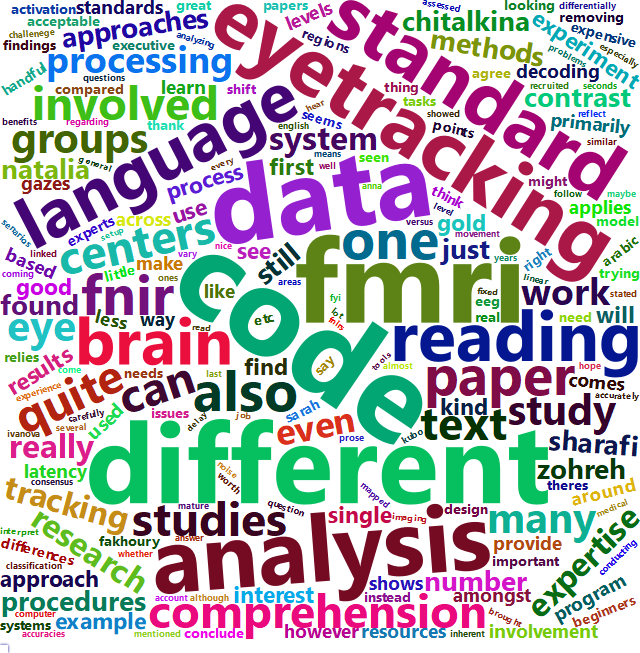 activation
standards
great
papers
levels
assessed
looking
differentially
removing
challenege
acceptable
approaches
eyetracking
standard
chitalkina
experiment
expensive
findings
executive
analyzing
regions
methods
problems
especially
handful
processing
questions
compared
learn
shift
thing
agree
decoding
tasks
recruited
seconds
benefits
regarding
involved
language
hear
seems
showed
contrast
reflect
thank
english
system
points
primarily
groups
general
every
means
well
first
seen
similar
natalia
process
data
anna
think
might
follow
maybe
gazes
experts
setup
across
use
level
versus
gold
applies
model
senarios
linked
centers
nice
see
still
one
movement
just
years
right
arabic
based
coming
little
make
vary
ones
code
areas
fmri
fixed
linear
trying
good
fnir
like
etc
fyi
lot
eeg
work
stated
found
less
way
read
firits
real
need
will
eye
brain
find
say
tools
reading
relies
results
come
quite
can
needs
last
also
almost
paper
hope
comes
accurately
experience
carefully
used
delay
job
sarah
kind
study
ivanova
several
issues
even
prose
kubo
text
sharafi
really
different
zohreh
latency
consensus
noise
worth
theres
tracking
mature
question
mapped
imaging
design
around
medical
research
studies
single
many
expertise
interpret
fakhoury
answer
analysis
provide
differences
whether
important
conducting
classification
approach
shows
number
program
account
although
interest
instead
amongst
procedures
computer
comprehension
brought
beginners
systems
example
mentioned
conclude
however
resources
inherent
involvement
accuracies